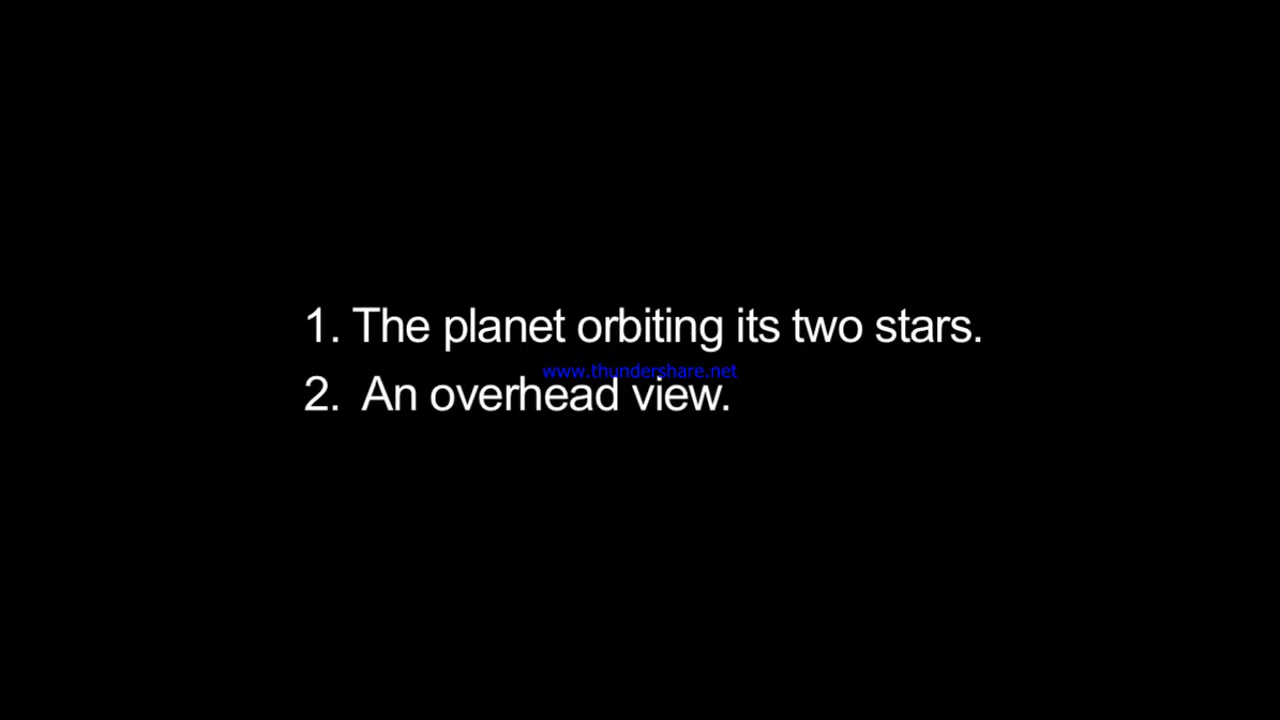 1. The planet orbiting its two stars.
www.thundershare.net
2. An overhead view.